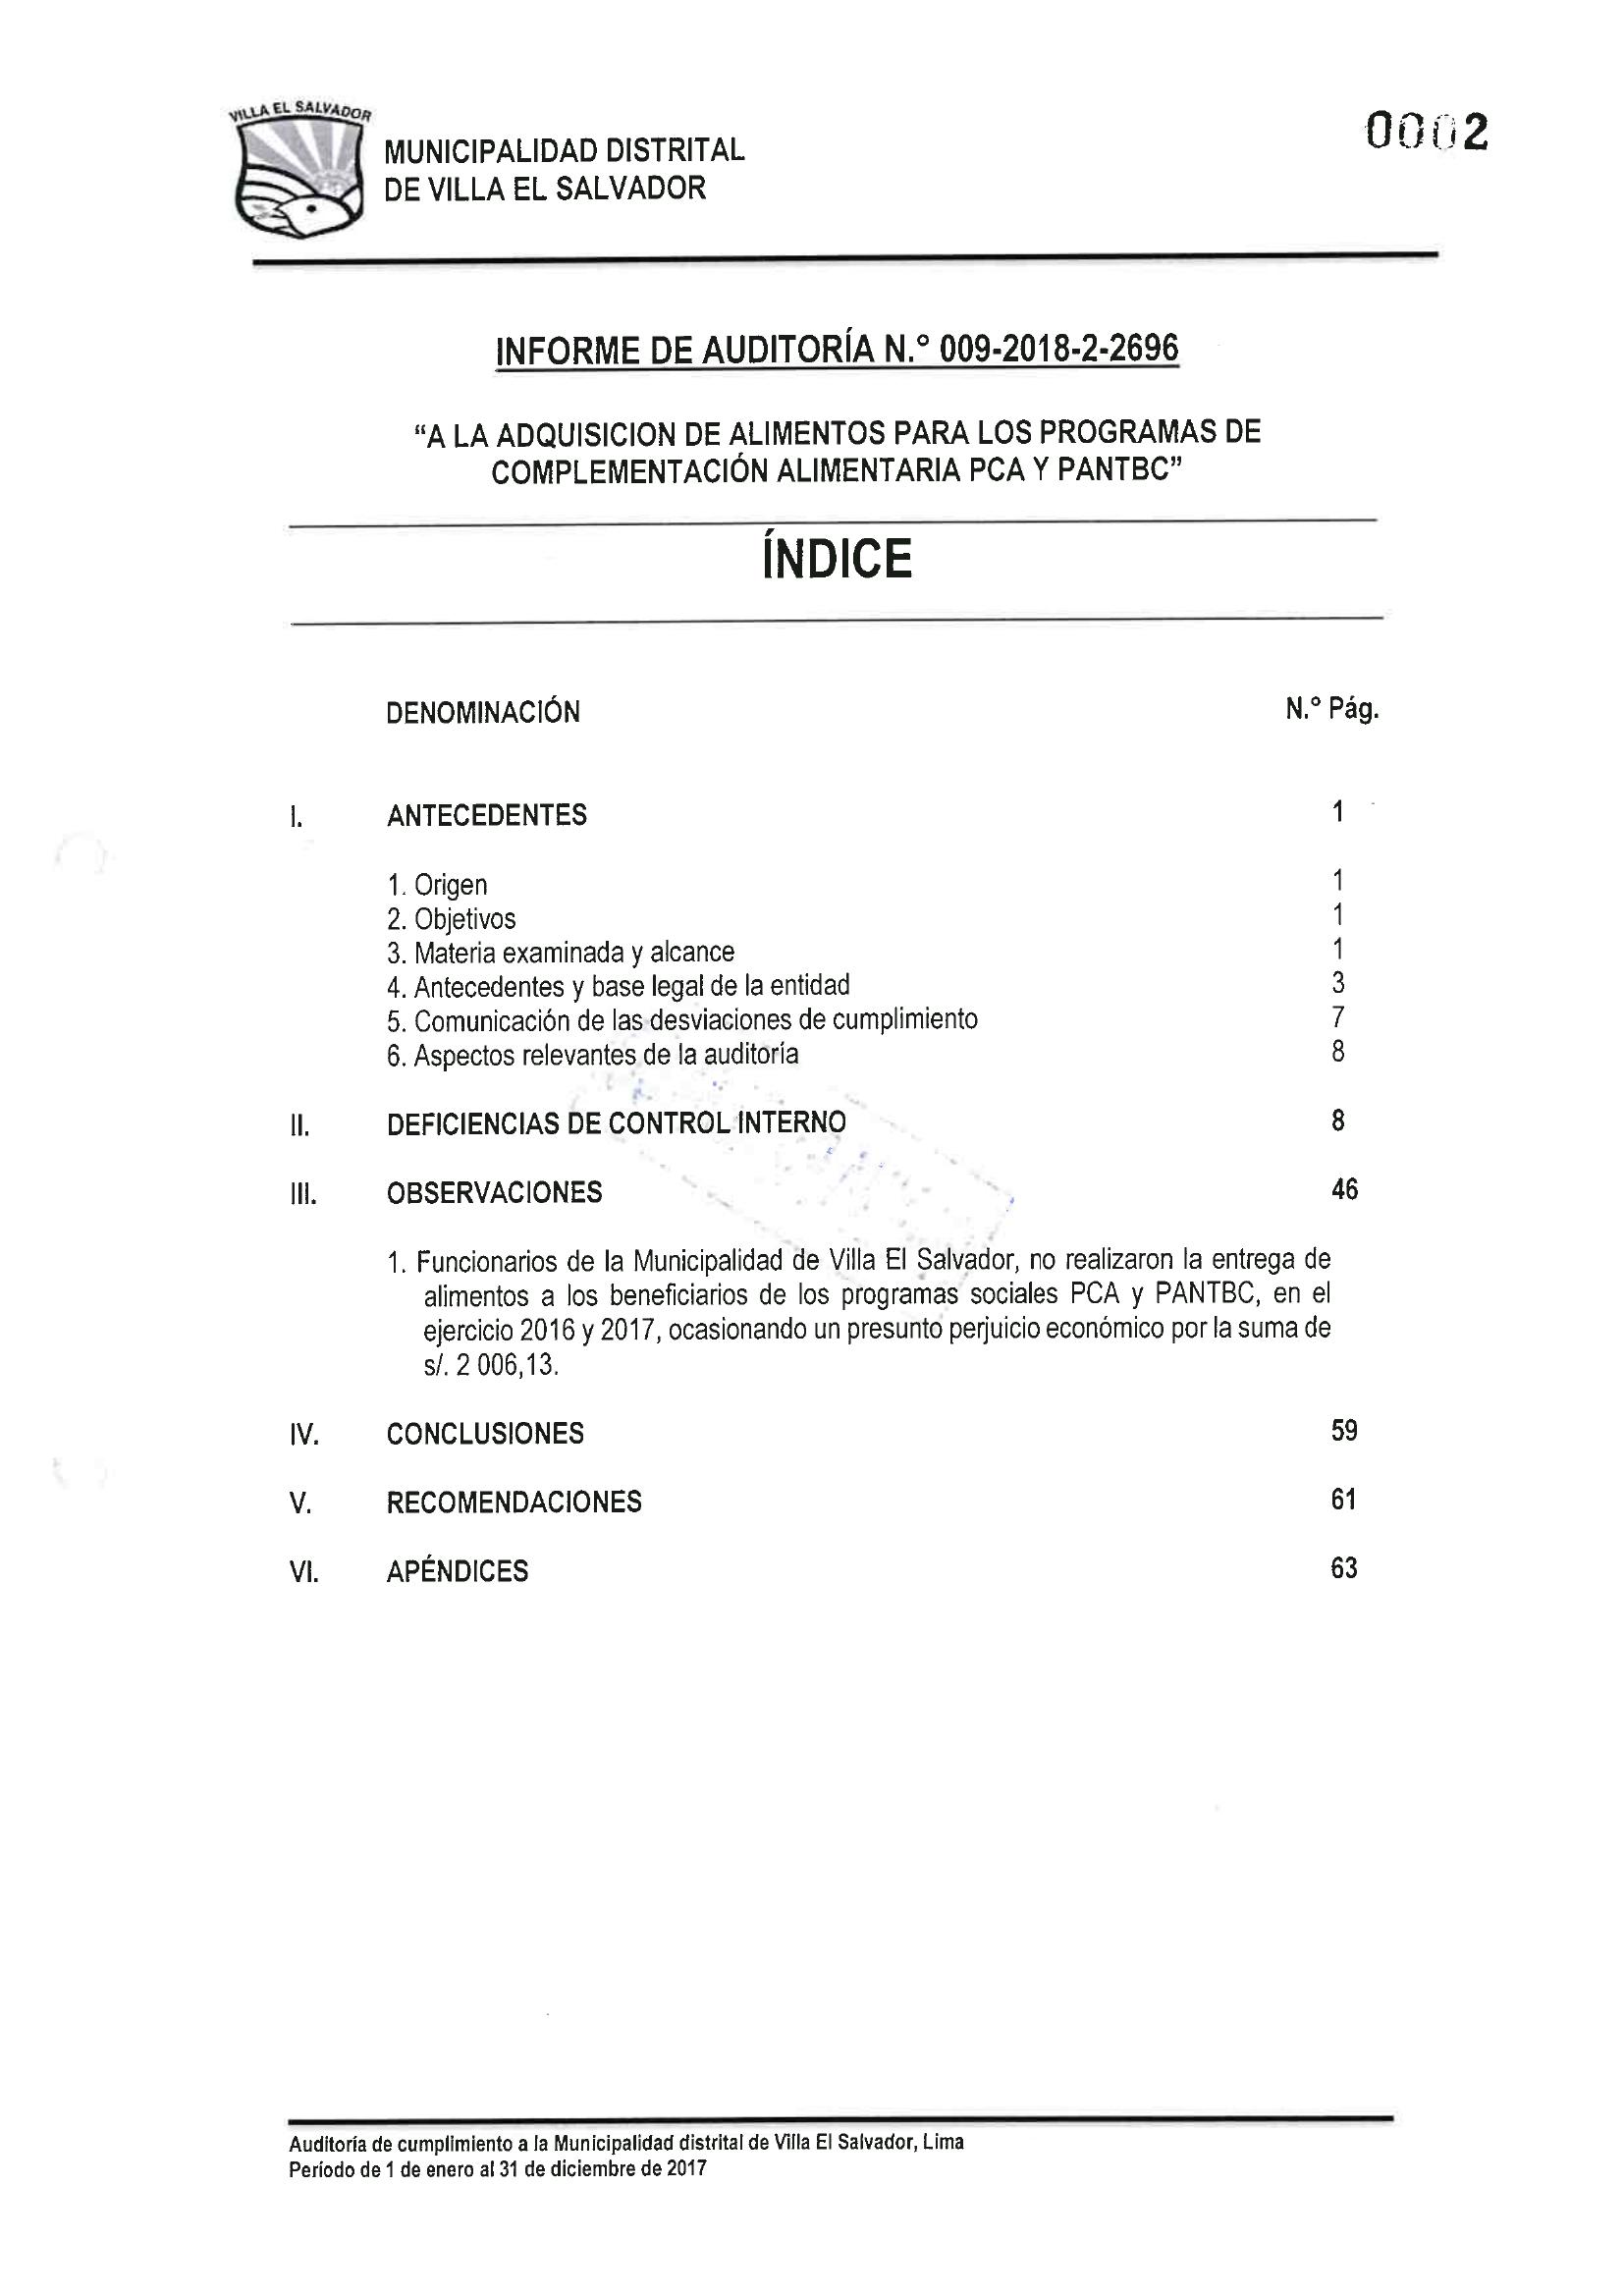 VILLA EL SALVADOR
MUNICIPALIDAD DISTRITAL
DE VILLA EL SALVADOR
0002
INFORME DE AUDITORÍA N.° 009-2018-2-2696
“A LA ADQUISICION DE ALIMENTOS PARA LOS PROGRAMAS DE
COMPLEMENTACIÓN ALIMENTARIA PCA Y PANTBC”
ÍNDICE
DENOMINACIÓN N.° Pág.
I. ANTECEDENTES 1
1. Origen 1
2. Objetivos 1
3. Materia examinada y alcance 1
4. Antecedentes y base legal de la entidad 3
5. Comunicación de las desviaciones de cumplimiento 7
6. Aspectos relevantes de la auditoría 8
II. DEFICIENCIAS DE CONTROL INTERNO 8
III. OBSERVACIONES 46
1. Funcionarios de la Municipalidad de Villa El Salvador, no realizaron la entrega de
alimentos a los beneficiarios de los programas sociales PCA y PANTBC, en el
ejercicio 2016 y 2017, ocasionando un presunto perjuicio económico por la suma de
s/. 2 006,13.
IV. CONCLUSIONES 59
V. RECOMENDACIONES 61
VI. APÉNDICES 63
Auditoría de cumplimiento a la Municipalidad distrital de Villa El Salvador, Lima
Período de 1 de enero al 31 de diciembre de 2017